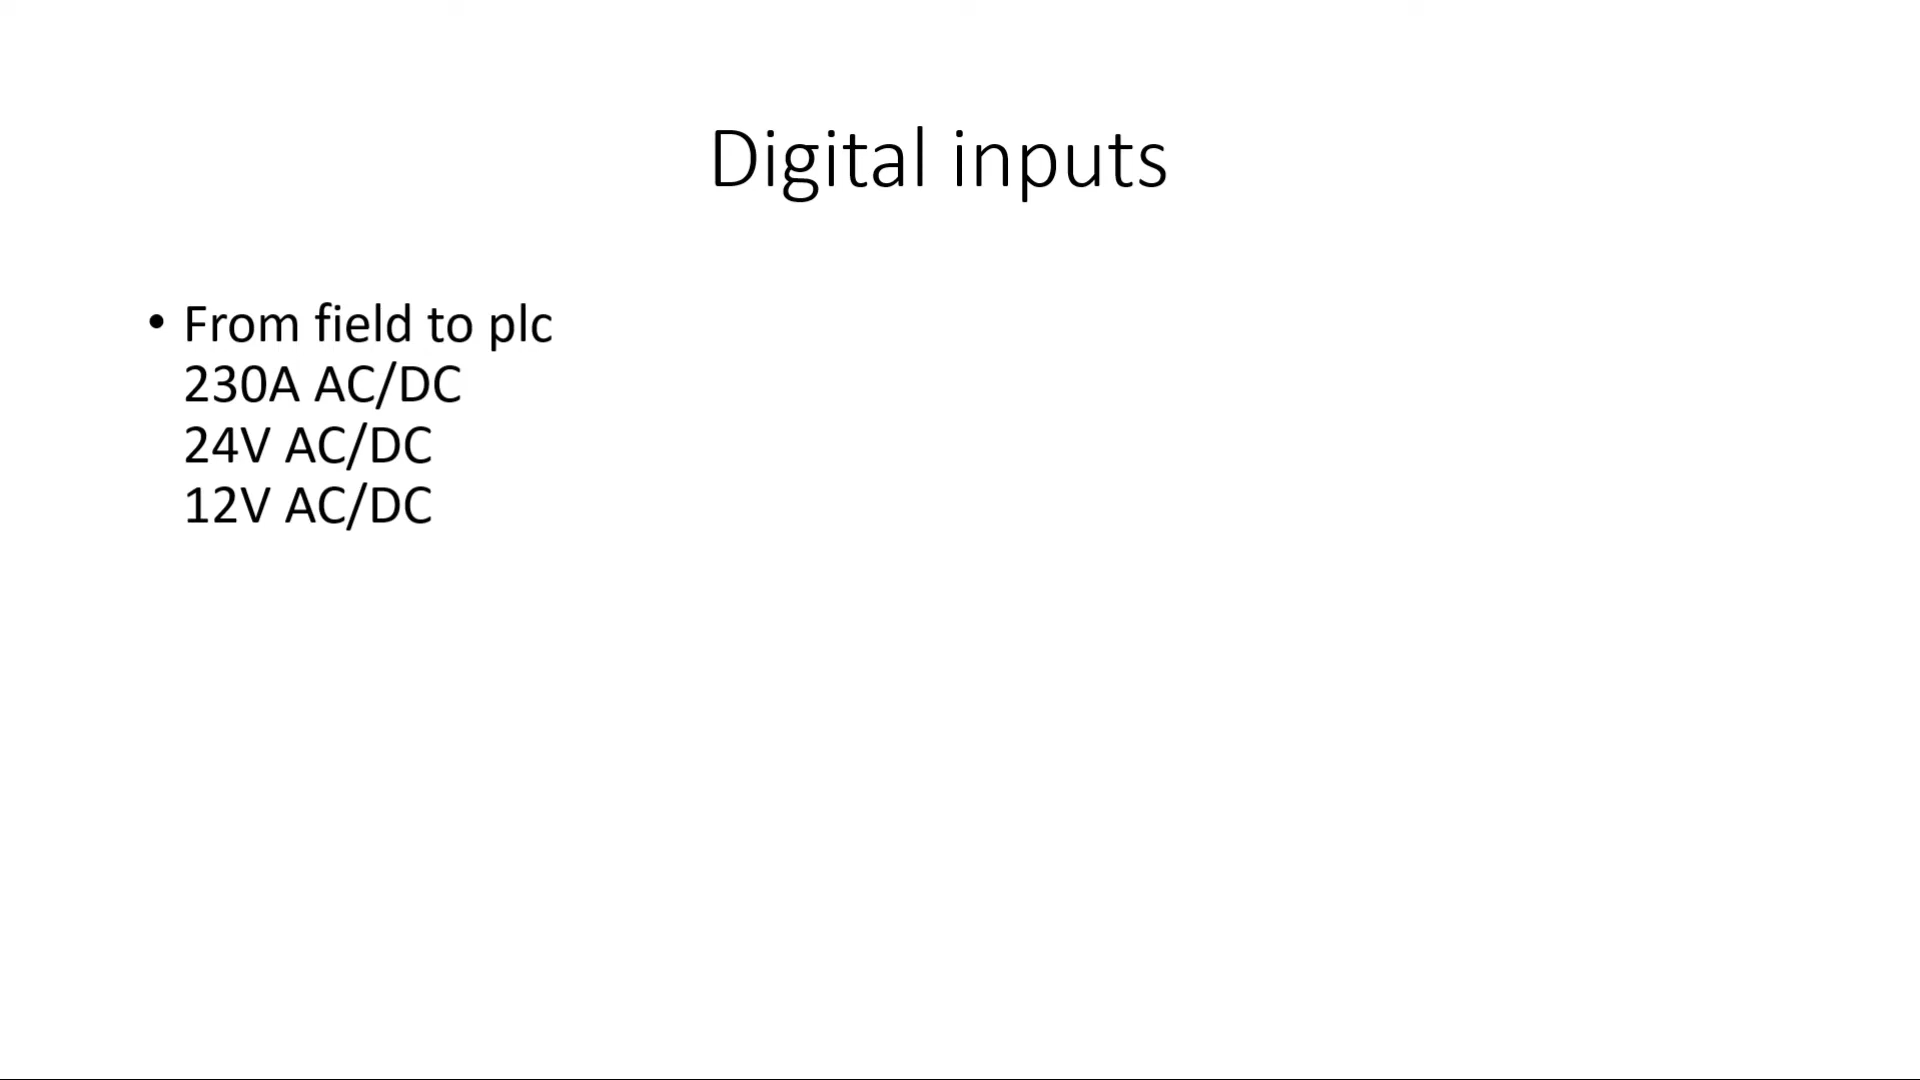 Digital inputs
• From field to plc
230A AC/DC
24V AC/DC
12V AC/DC